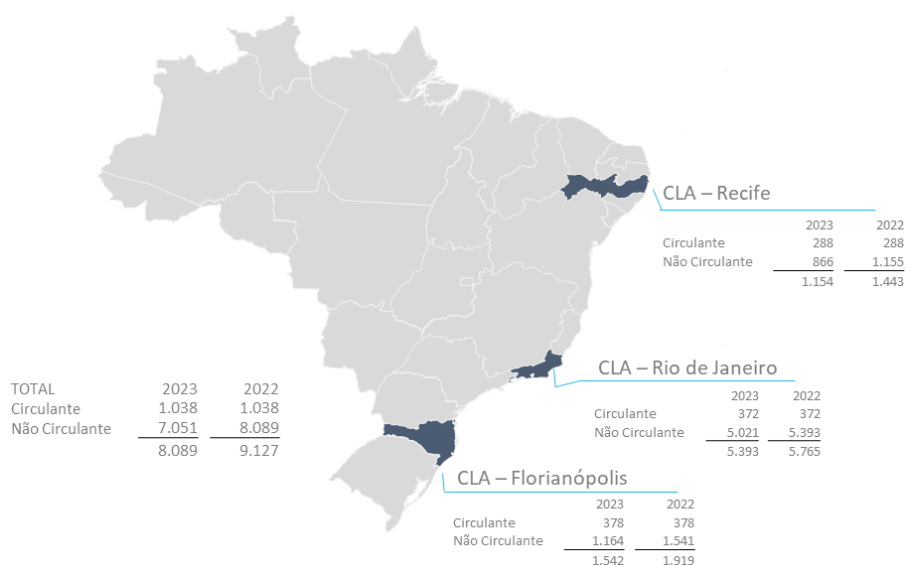 CLA – Recife
2023 2022
Circulante 288 288
Não Circulante 866 1.155
1.154 1.443
CLA – Rio de Janeiro
2023 2022
Circulante 372 372
Não Circulante 5.021 5.393
5.393 5.765
TOTAL 2023 2022
Circulante 1.038 1.038
Não Circulante 7.051 8.089
8.089 9.127
CLA – Florianópolis
2023 2022
Circulante 378 378
Não Circulante 1.164 1.541
1.542 1.919